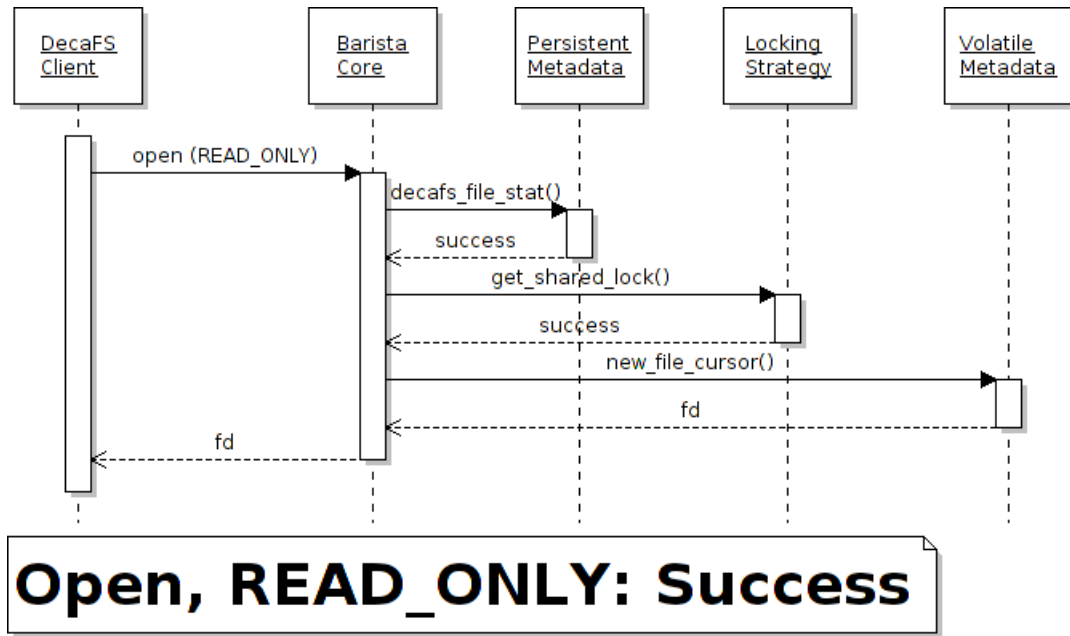 DecaFS
Client
Barista
Core
Persistent
Metadata
Locking
Strategy
Volatile
Metadata
open (READ_ONLY)
decafs_file_stat()
success
get_shared_lock()
success
new_file_cursor()
fd
fd
Open, READ_ONLY: Success